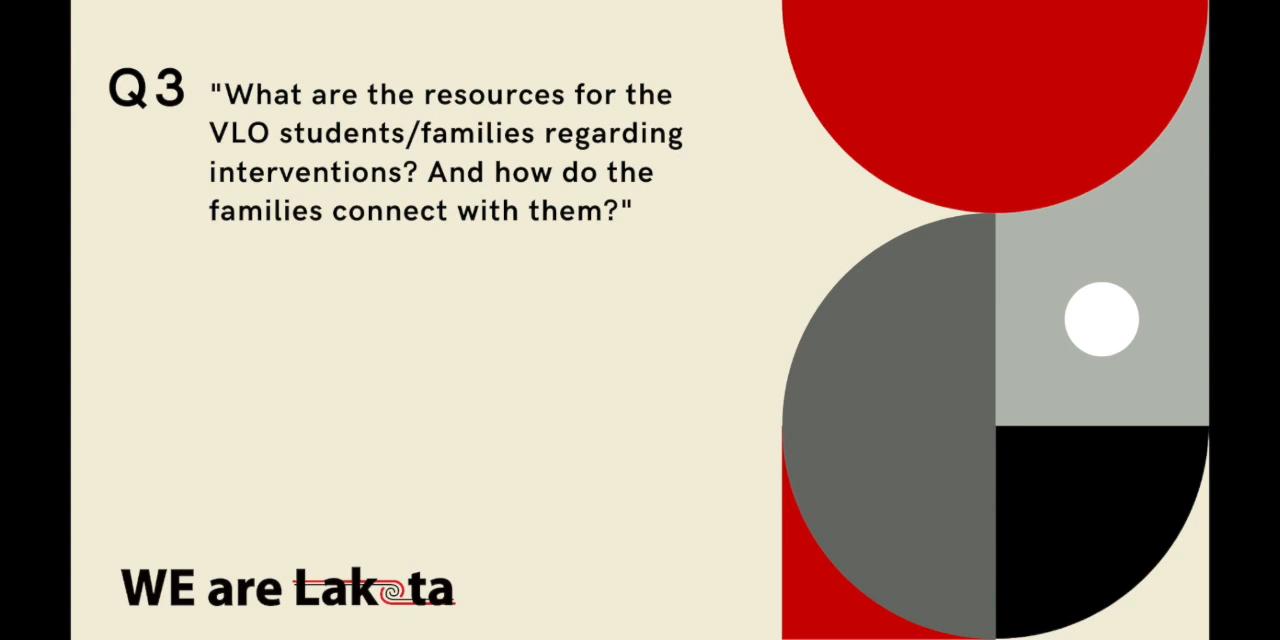 Q3 "What are the resources for the
VLO students/families regarding
interventions? And how do the
families connect with them?"
WE are Lakota